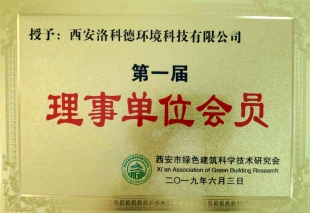 授予：西安洛科德环境科技有限公司
第一届
理事单位会员
西安市绿色建筑科学技术研究会
Xi'an Association of Green Building Research
二〇一九年六月三日